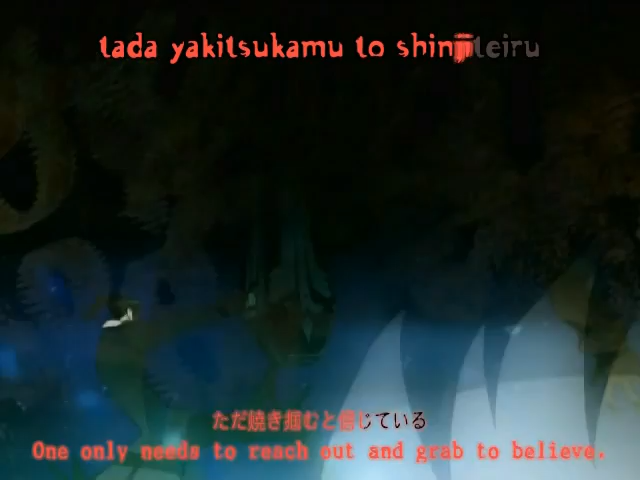 tada yakitsukamu to shinjiteiru
ただ焼き掴むと信じている
One only needs to reach out and grab to believe.